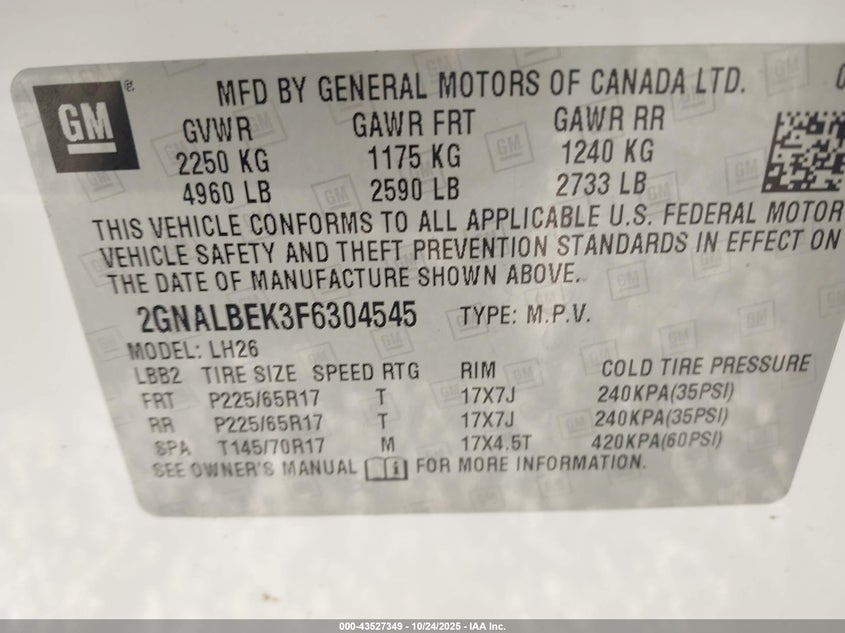 GM
MFD BY GENERAL MOTORS OF CANADA LTD.
GVWR GAWR FRT GAWR RR
2250 KG 1175 KG 1240 KG
4960 LB 2590 LB 2733 LB
THIS VEHICLE CONFORMS TO ALL APPLICABLE U.S. FEDERAL MOTOR
VEHICLE SAFETY AND THEFT PREVENTION STANDARDS IN EFFECT ON
THE DATE OF MANUFACTURE SHOWN ABOVE.
2GNALBEK3F6304545 TYPE: M.P.V.
MODEL: LH26
LBB2 TIRE SIZE SPEED RTG RIM COLD TIRE PRESSURE
FRT P225/65R17 T 17X7J 240KPA(35PSI)
RR P225/65R17 T 17X7J 240KPA(35PSI)
SPA T145/70R17 M 17X4.5T 420KPA(60PSI)
SEE OWNER'S MANUAL FOR MORE INFORMATION.
000-43527349 | 10/24/2025 - IAA Inc.